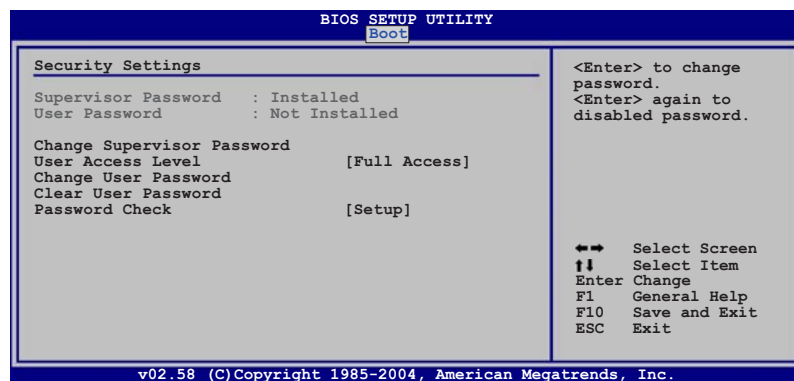 BIOS SETUP UTILITY
Boot
Security Settings
Supervisor Password : Installed
User Password : Not Installed
Change Supervisor Password
User Access Level [Full Access]
Change User Password
Clear User Password
Password Check [Setup]
<Enter> to change
password.
<Enter> again to
disabled password.
←→ Select Screen
↑↓ Select Item
Enter Change
F1 General Help
F10 Save and Exit
ESC Exit
v02.58 (C)Copyright 1985-2004, American Megatrends, Inc.